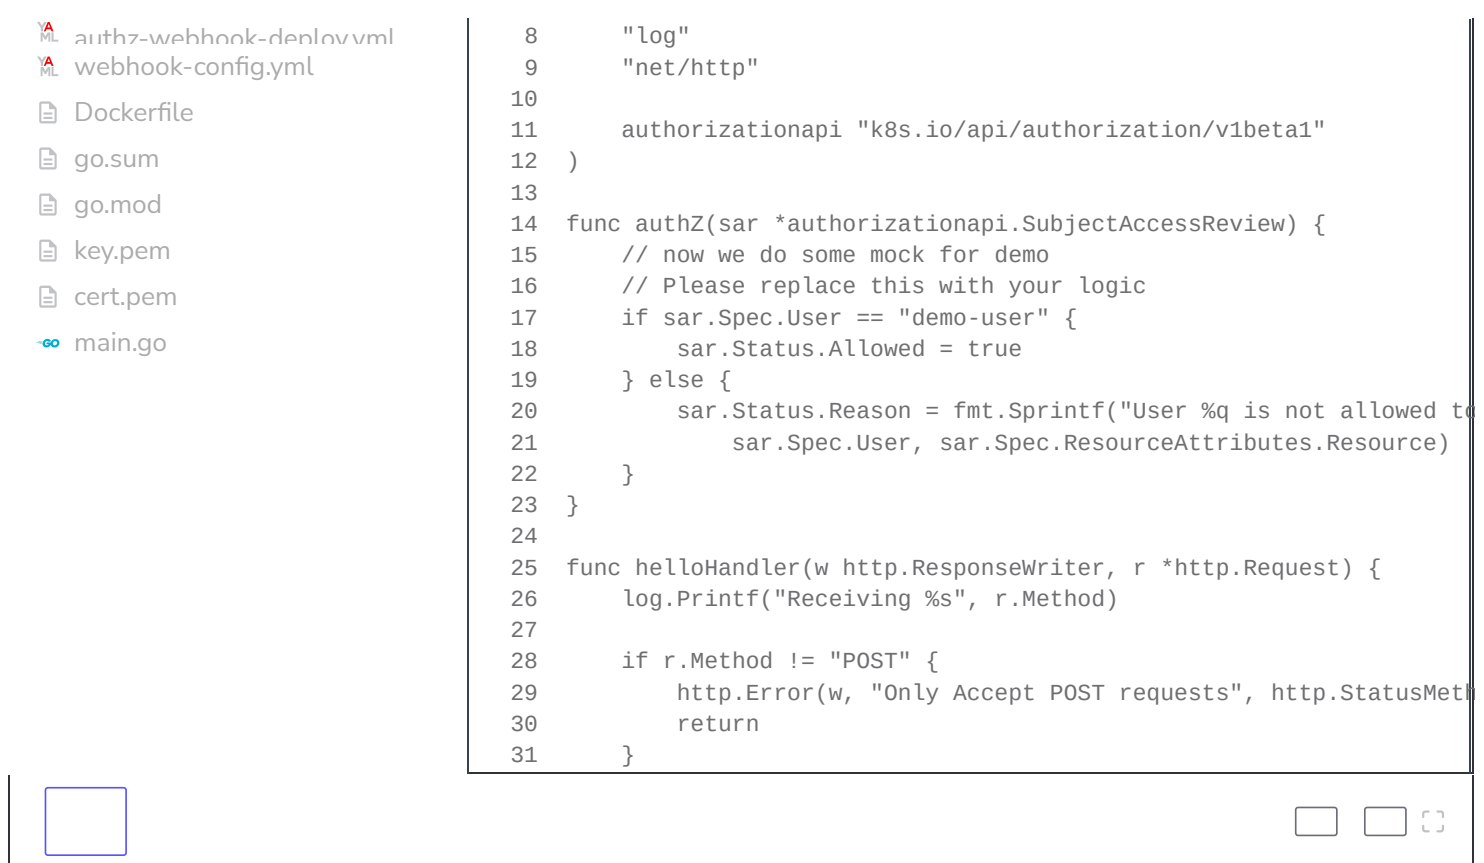 authz-webhook-deploy.yml
webhook-config.yml
Dockerfile
go.sum
go.mod
key.pem
cert.pem
main.go
8 "log"
9 "net/http"
10
11 authorizationapi "k8s.io/api/authorization/v1beta1"
12 )
13
14 func authZ(sar *authorizationapi.SubjectAccessReview) {
15 // now we do some mock for demo
16 // Please replace this with your logic
17 if sar.Spec.User == "demo-user" {
18 sar.Status.Allowed = true
19 } else {
20 sar.Status.Reason = fmt.Sprintf("User %q is not allowed to
21 sar.Spec.User, sar.Spec.ResourceAttributes.Resource)
22 }
23 }
24
25 func helloHandler(w http.ResponseWriter, r *http.Request) {
26 log.Printf("Receiving %s", r.Method)
27
28 if r.Method != "POST" {
29 http.Error(w, "Only Accept POST requests", http.StatusMeth
30 return
31 }